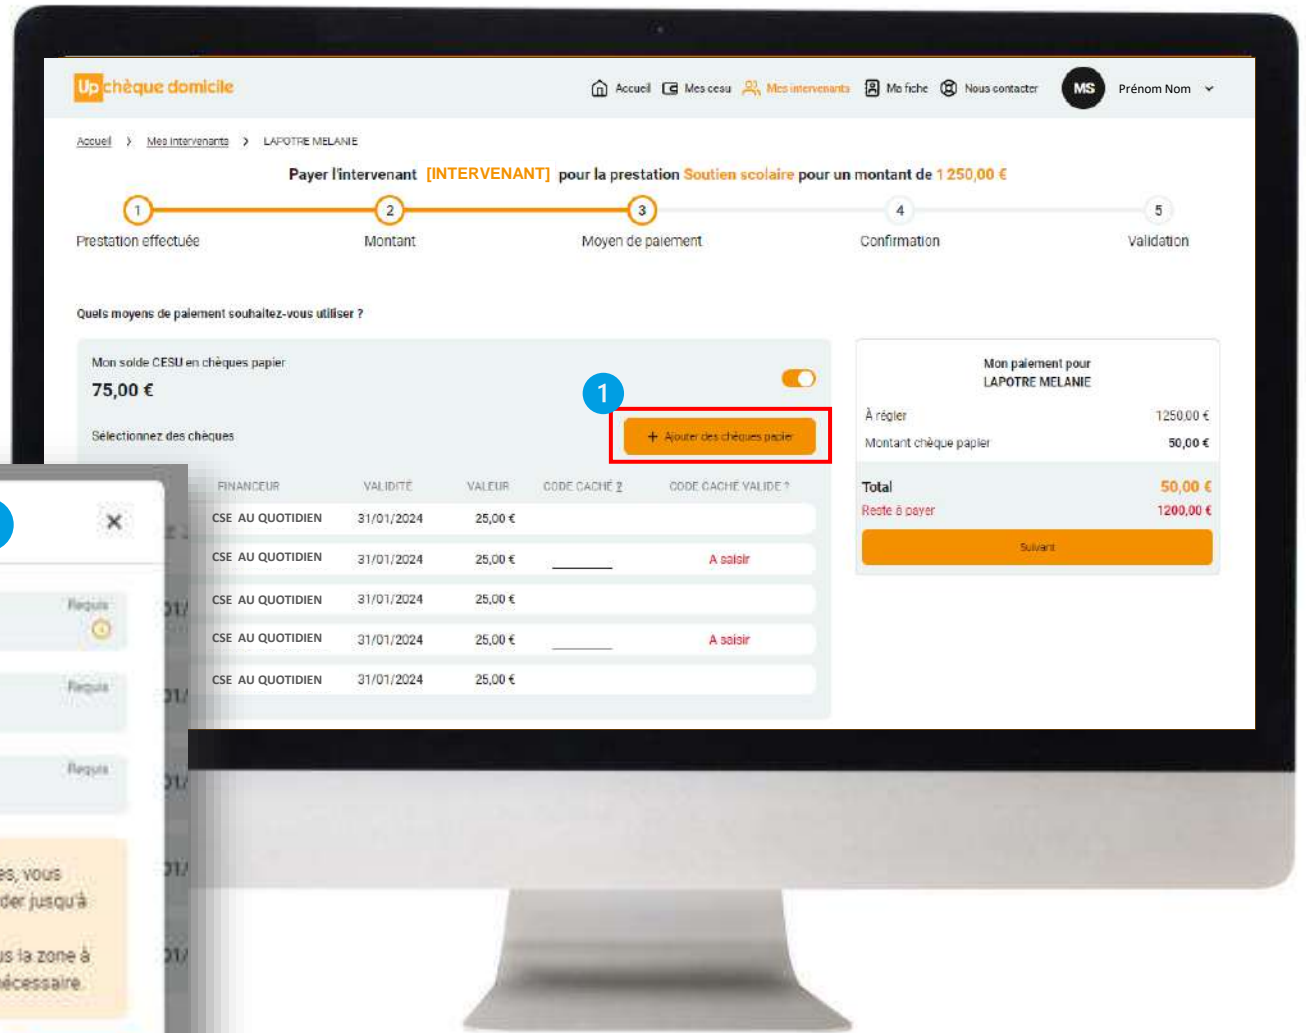 Up chèque domicile
Accueil Mes cesu Mes intervenants Ma fiche Nous contacter MS Prénom Nom
Accueil > Mes intervenants > LAPOTRE MELANIE
Payer l'intervenant [INTERVENANT] pour la prestation Soutien scolaire pour un montant de 1 250,00 €
1 2 3 4 5
Prestation effectuée Montant Moyen de paiement Confirmation Validation
Quels moyens de paiement souhaitez-vous utiliser ?
Mon solde CESU en chèques papier
75,00 €
1
Sélectionnez des chèques
+ Ajouter des chèques papier
FINANCEUR VALIDITÉ VALEUR CODE CACHÉ ? CODE CACHÉ VALIDE ?
CSE AU QUOTIDIEN 31/01/2024 25,00 €
CSE AU QUOTIDIEN 31/01/2024 25,00 € A saisir
CSE AU QUOTIDIEN 31/01/2024 25,00 €
CSE AU QUOTIDIEN 31/01/2024 25,00 € A saisir
CSE AU QUOTIDIEN 31/01/2024 25,00 €
Mon paiement pour
LAPOTRE MELANIE
À régler 1250,00 €
Montant chèque papier 50,00 €
Total 50,00 €
Reste à payer 1200,00 €
Suivant
Requis
Requis
Requis
es, vous
der jusqu'à
us la zone à
nécessaire.